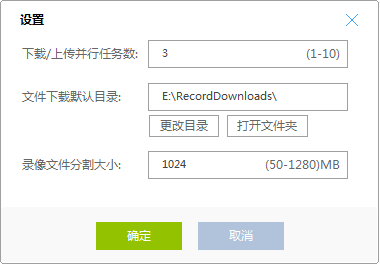 设置
下载/上传并行任务数: 3 (1-10)
文件下载默认目录: E:\RecordDownloads\
更改目录 打开文件夹
录像文件分割大小: 1024 (50-1280)MB
确定 取消